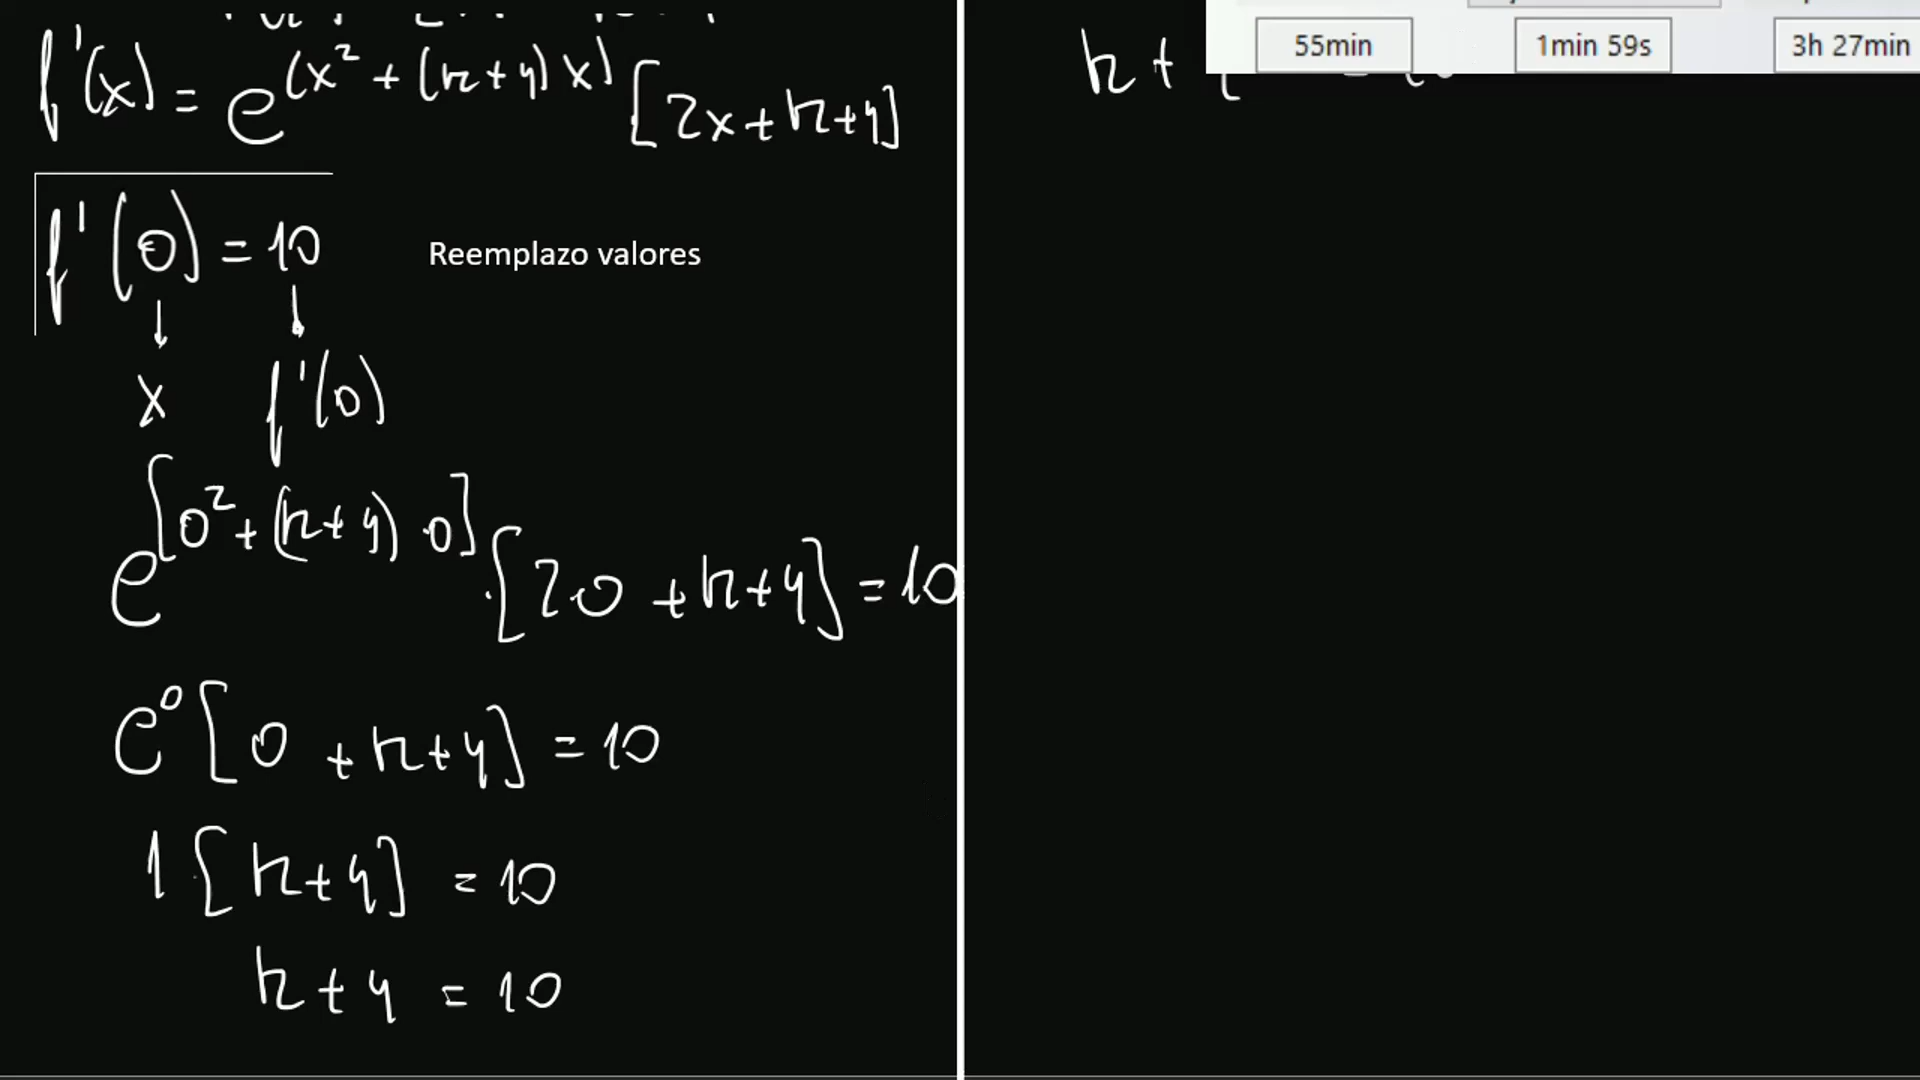 f'(x) = e^(x² + (k+4)x) [2x+k+4]
f'(0) = 10
Reemplazo valores
↓ ↓
x f'(0)
e^[0² + (k+4)·0] · [2·0 + k+4] = 10
e⁰ [0 + k+4] = 10
1 [k+4] = 10
k+4 = 10
k+
55min
1min 59s
3h 27min